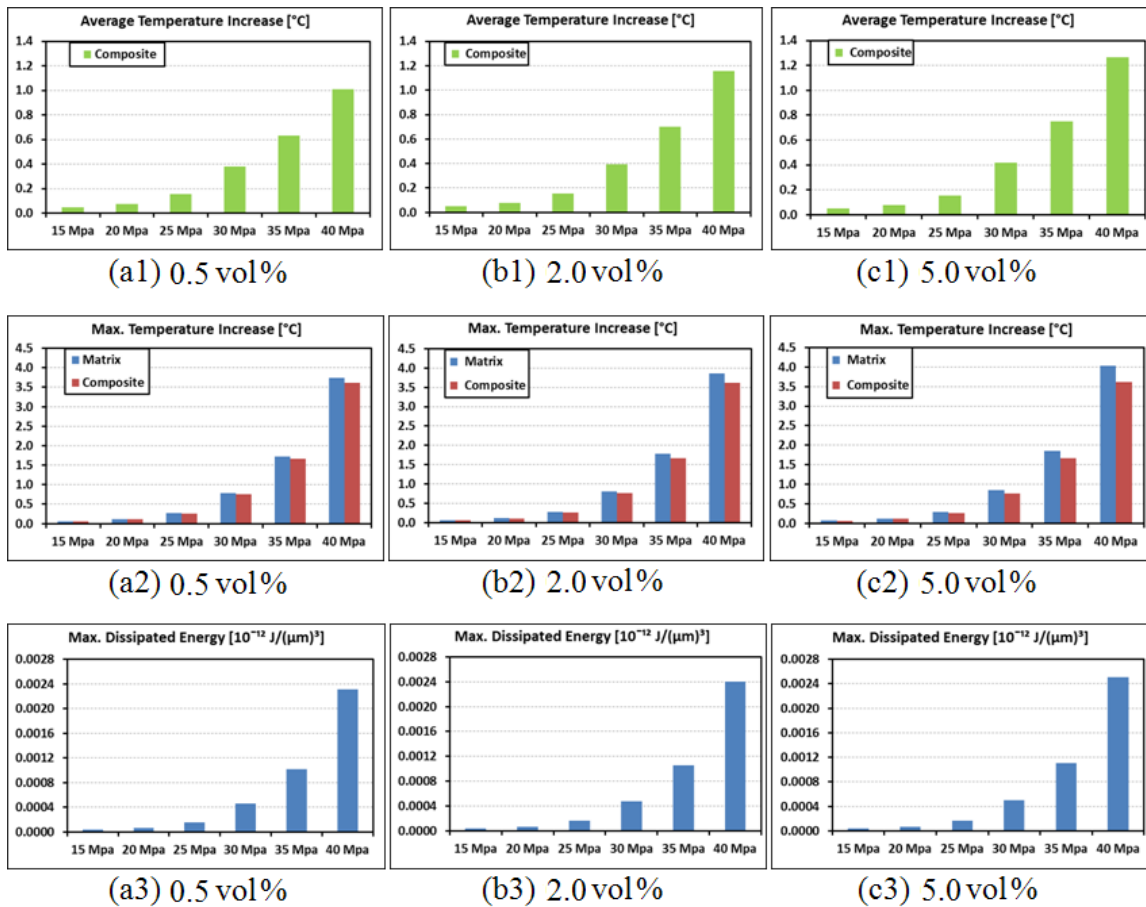 Average Temperature Increase [°C]
1.4
Composite
1.2
1.0
0.8
0.6
0.4
0.2
0.0
15 Mpa 20 Mpa 25 Mpa 30 Mpa 35 Mpa 40 Mpa
(a1) 0.5 vol%
Average Temperature Increase [°C]
1.4
Composite
1.2
1.0
0.8
0.6
0.4
0.2
0.0
15 Mpa 20 Mpa 25 Mpa 30 Mpa 35 Mpa 40 Mpa
(b1) 2.0 vol%
Average Temperature Increase [°C]
1.4
Composite
1.2
1.0
0.8
0.6
0.4
0.2
0.0
15 Mpa 20 Mpa 25 Mpa 30 Mpa 35 Mpa 40 Mpa
(c1) 5.0 vol%
Max. Temperature Increase [°C]
4.5
Matrix
4.0
Composite
3.5
3.0
2.5
2.0
1.5
1.0
0.5
0.0
15 Mpa 20 Mpa 25 Mpa 30 Mpa 35 Mpa 40 Mpa
(a2) 0.5 vol%
Max. Temperature Increase [°C]
4.5
Matrix
4.0
Composite
3.5
3.0
2.5
2.0
1.5
1.0
0.5
0.0
15 Mpa 20 Mpa 25 Mpa 30 Mpa 35 Mpa 40 Mpa
(b2) 2.0 vol%
Max. Temperature Increase [°C]
4.5
Matrix
4.0
Composite
3.5
3.0
2.5
2.0
1.5
1.0
0.5
0.0
15 Mpa 20 Mpa 25 Mpa 30 Mpa 35 Mpa 40 Mpa
(c2) 5.0 vol%
Max. Dissipated Energy [10⁻¹² J/(μm)³]
0.0028
0.0024
0.0020
0.0016
0.0012
0.0008
0.0004
0.0000
15 Mpa 20 Mpa 25 Mpa 30 Mpa 35 Mpa 40 Mpa
(a3) 0.5 vol%
Max. Dissipated Energy [10⁻¹² J/(μm)³]
0.0028
0.0024
0.0020
0.0016
0.0012
0.0008
0.0004
0.0000
15 Mpa 20 Mpa 25 Mpa 30 Mpa 35 Mpa 40 Mpa
(b3) 2.0 vol%
Max. Dissipated Energy [10⁻¹² J/(μm)³]
0.0028
0.0024
0.0020
0.0016
0.0012
0.0008
0.0004
0.0000
15 Mpa 20 Mpa 25 Mpa 30 Mpa 35 Mpa 40 Mpa
(c3) 5.0 vol%